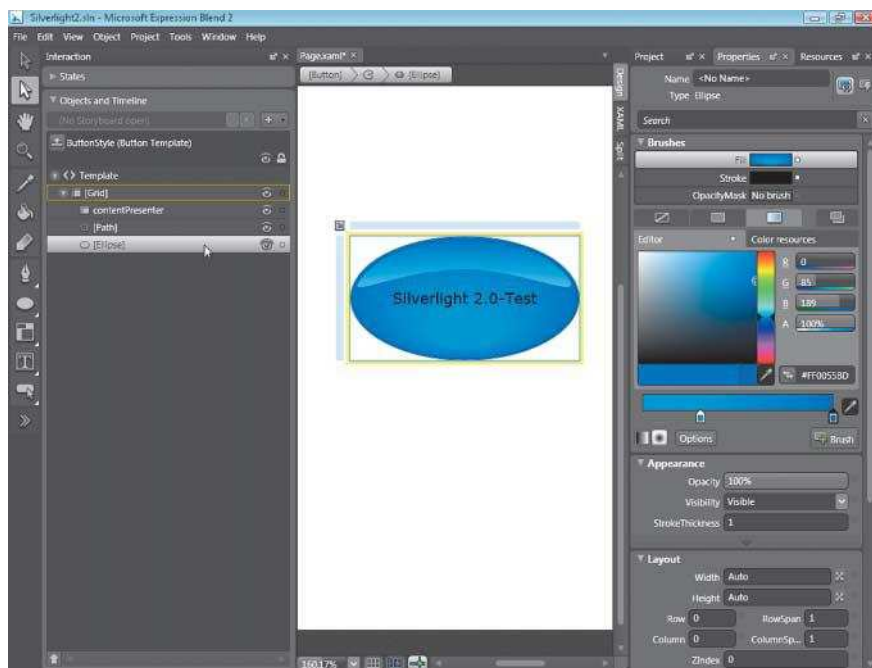 Silverlight2.sln - Microsoft Expression Blend 2
File Edit View Object Project Tools Window Help
Interaction
States
Objects and Timeline
(No Storyboard open)
ButtonStyle (Button Template)
Template
[Grid]
contentPresenter
[Path]
[Ellipse]
Page.xaml*
[Button] [Ellipse]
Silverlight 2.0-Test
160.17%
Design
XAML
Split
Project Properties Resources
Name <No Name>
Type Ellipse
Search
Brushes
Fill
Stroke
OpacityMask No brush
Editor Color resources
R 0
G 85
B 189
A 100%
#FF0055BD
Options Brush
Appearance
Opacity 100%
Visibility Visible
StrokeThickness 1
Layout
Width Auto
Height Auto
Row 0 RowSpan 1
Column 0 ColumnSp... 1
ZIndex 0